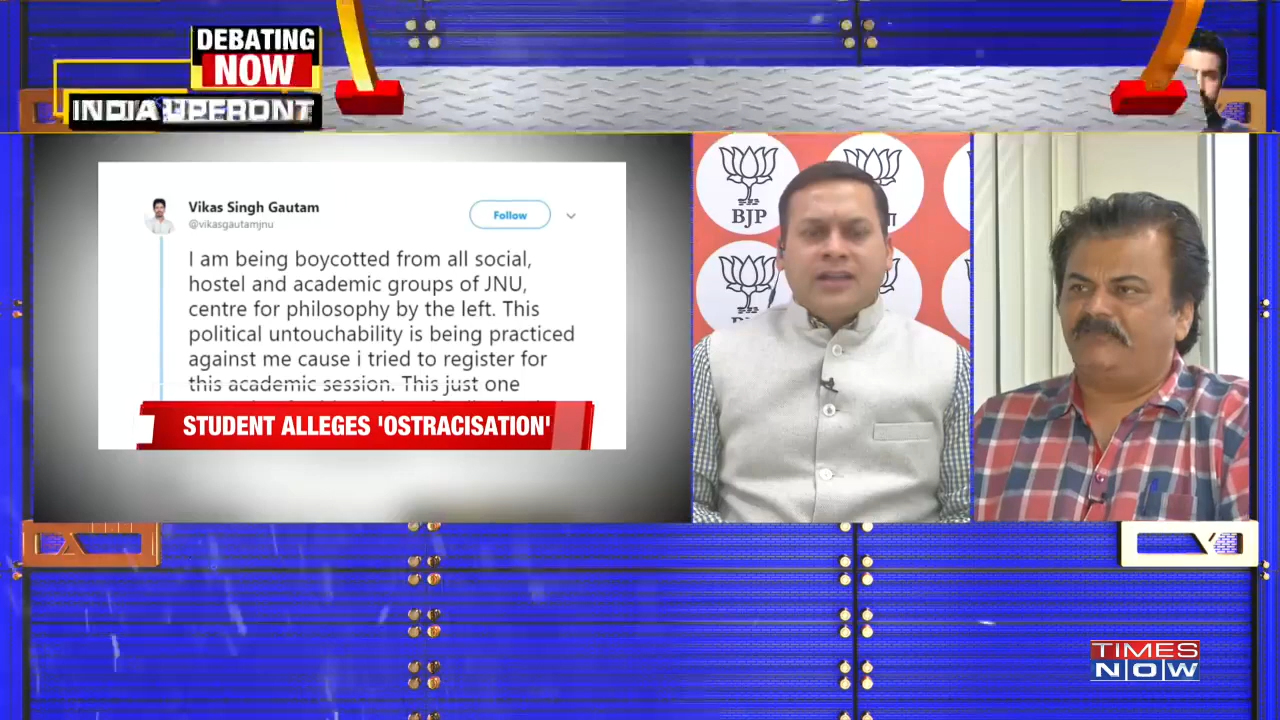 DEBATING
NOW
INDIA UPFRONT
Vikas Singh Gautam
@vikasgautamjnu
Follow
I am being boycotted from all social,
hostel and academic groups of JNU,
centre for philosophy by the left. This
political untouchability is being practiced
against me cause i tried to register for
this academic session. This just one
STUDENT ALLEGES 'OSTRACISATION'
BJP
TIMES
NOW